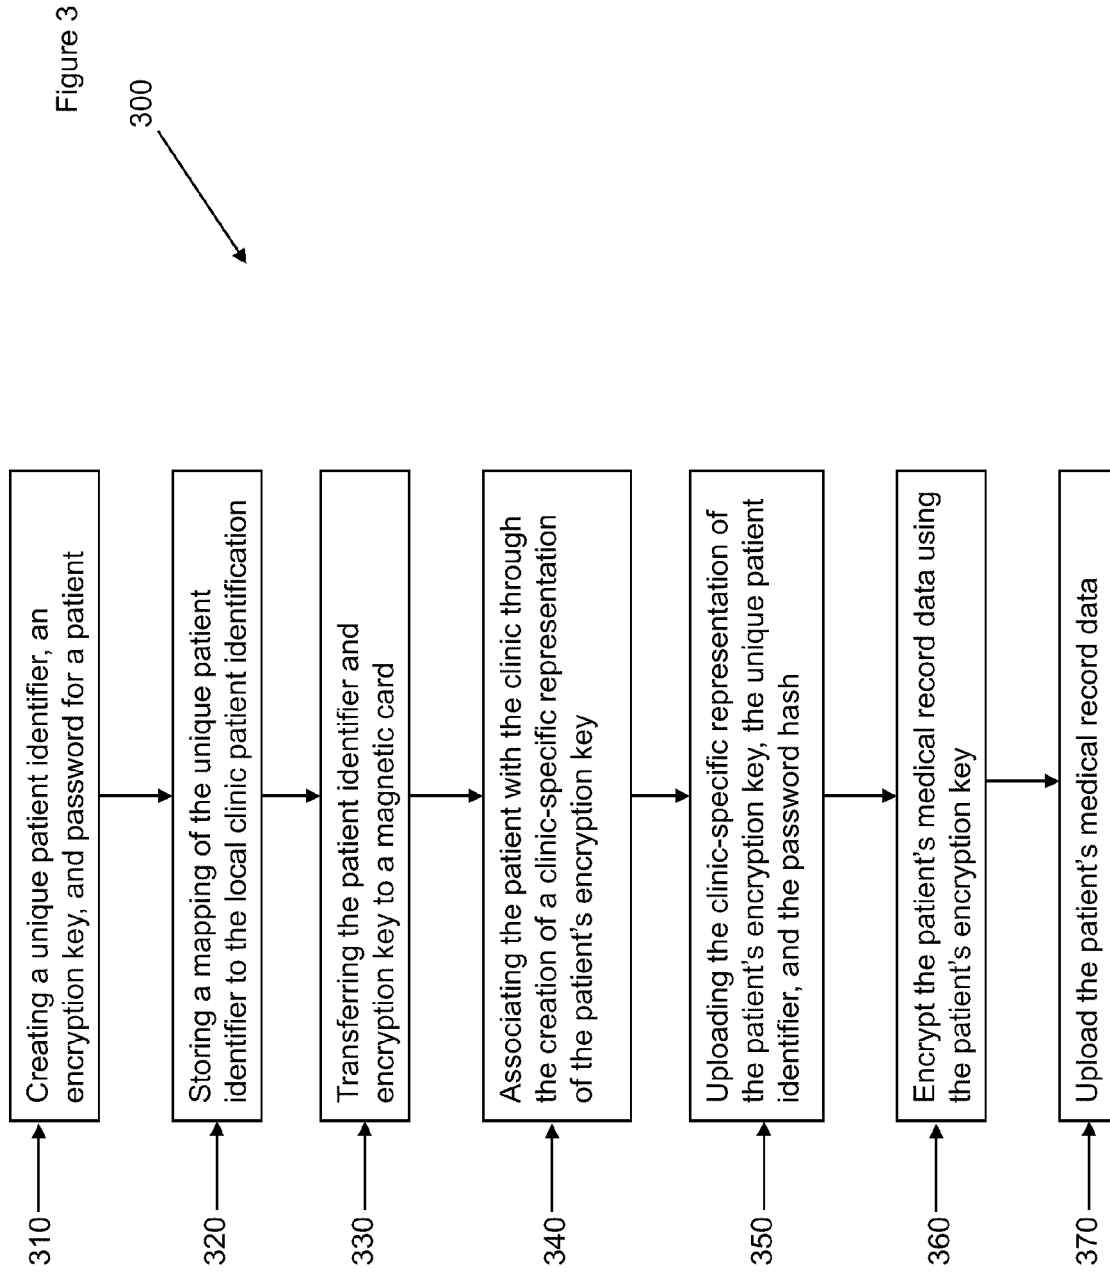 Figure 3
300
310
Creating a unique patient identifier, an
encryption key, and password for a patient
320
Storing a mapping of the unique patient
identifier to the local clinic patient identification
330
Transferring the patient identifier and
encryption key to a magnetic card
340
Associating the patient with the clinic through
the creation of a clinic-specific representation
of the patient's encryption key
350
Uploading the clinic-specific representation of
the patient's encryption key, the unique patient
identifier, and the password hash
360
Encrypt the patient's medical record data using
the patient's encryption key
370
Upload the patient's medical record data